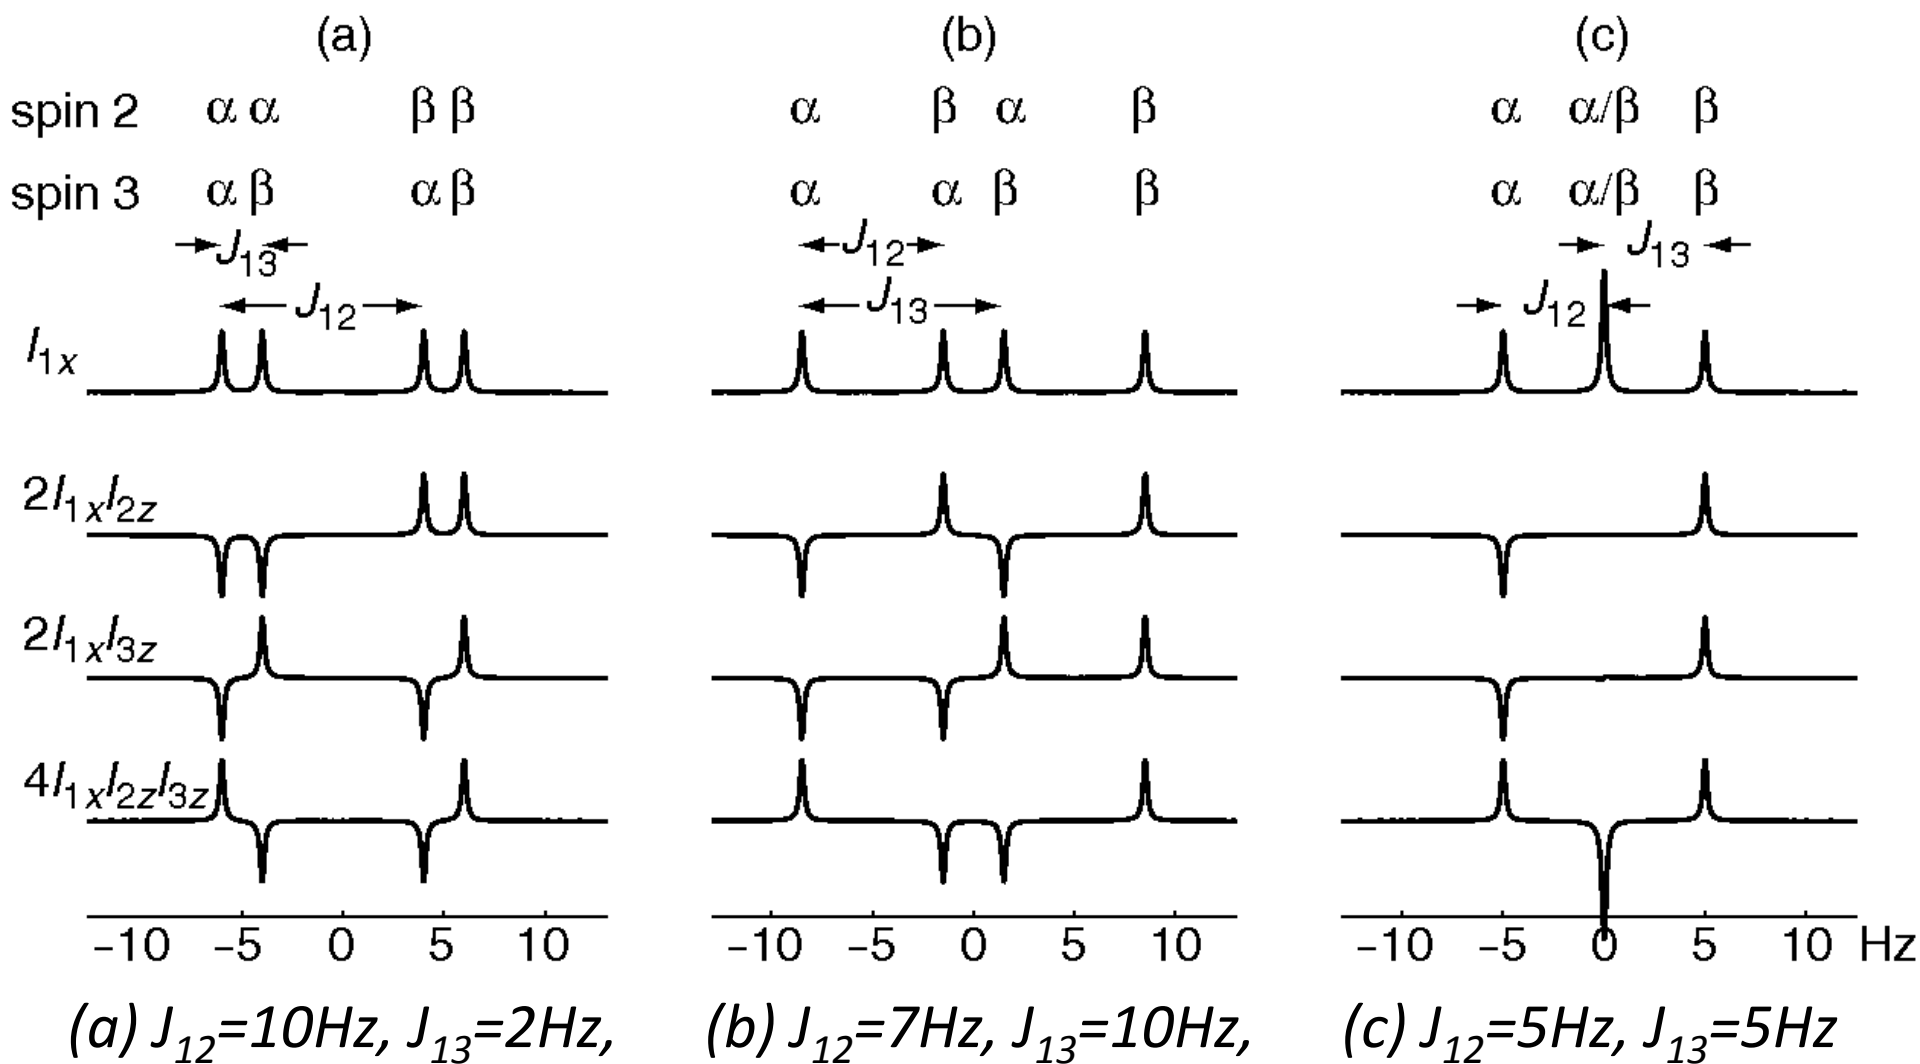 (a) (b) (c)
spin 2 α α β β α β α β α α/β β
spin 3 α β α β α α β β α α/β β
J13 J12 J13
J12 J13 J12
I1x
2I1xI2z
2I1xI3z
4I1xI2zI3z
−10 −5 0 5 10 −10 −5 0 5 10 −10 −5 0 5 10 Hz
(a) J12=10Hz, J13=2Hz, (b) J12=7Hz, J13=10Hz, (c) J12=5Hz, J13=5Hz